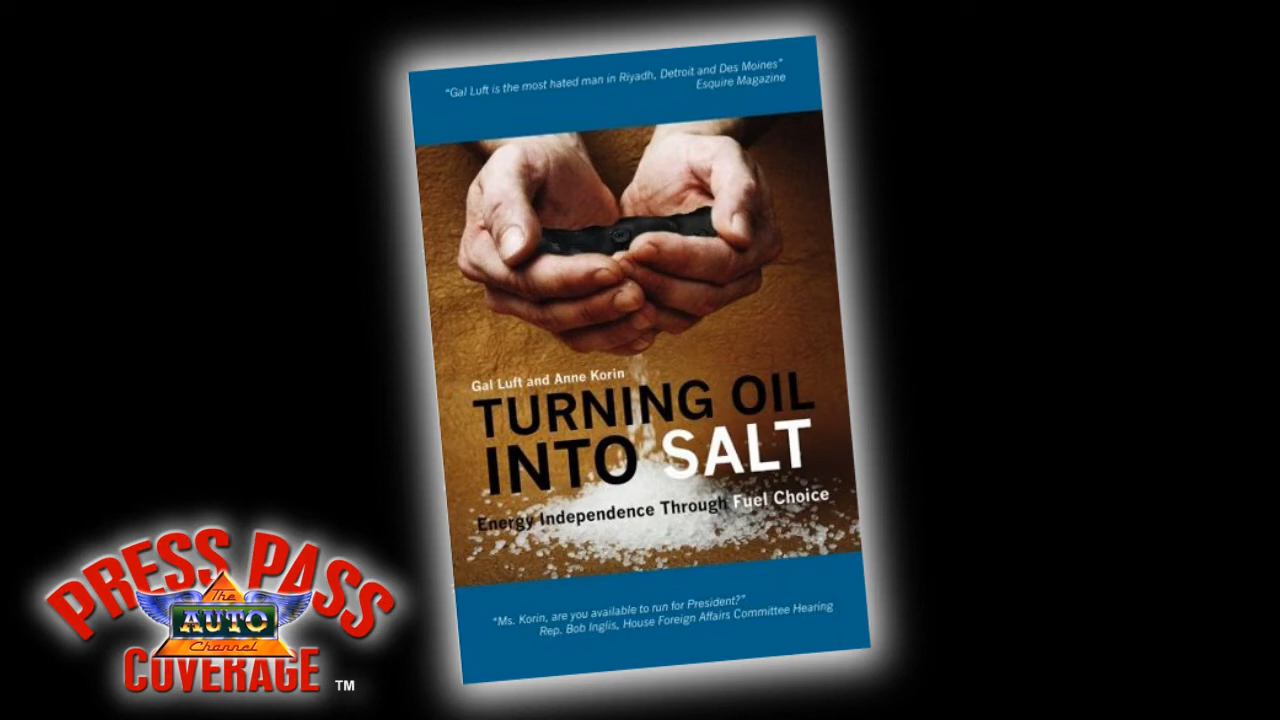 “Gal Luft is the most hated man in Riyadh, Detroit and Des Moines”
Esquire Magazine
Gal Luft and Anne Korin
TURNING OIL
INTO SALT
Energy Independence Through Fuel Choice
“Ms. Korin, are you available to run for President?”
Rep. Bob Inglis, House Foreign Affairs Committee Hearing
PRESS PASS
The
AUTO
Channel
COVERAGE TM